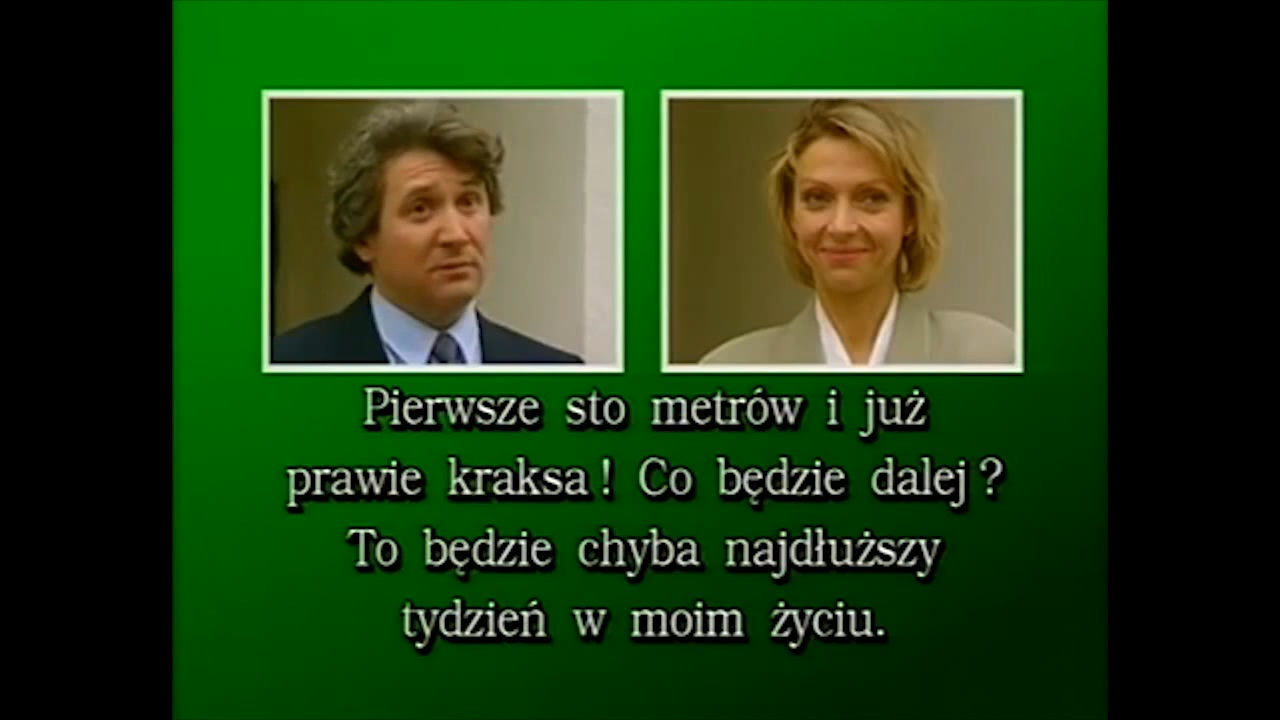 Pierwsze sto metrów i już
prawie kraksa! Co będzie dalej?
To będzie chyba najdłuższy
tydzień w moim życiu.